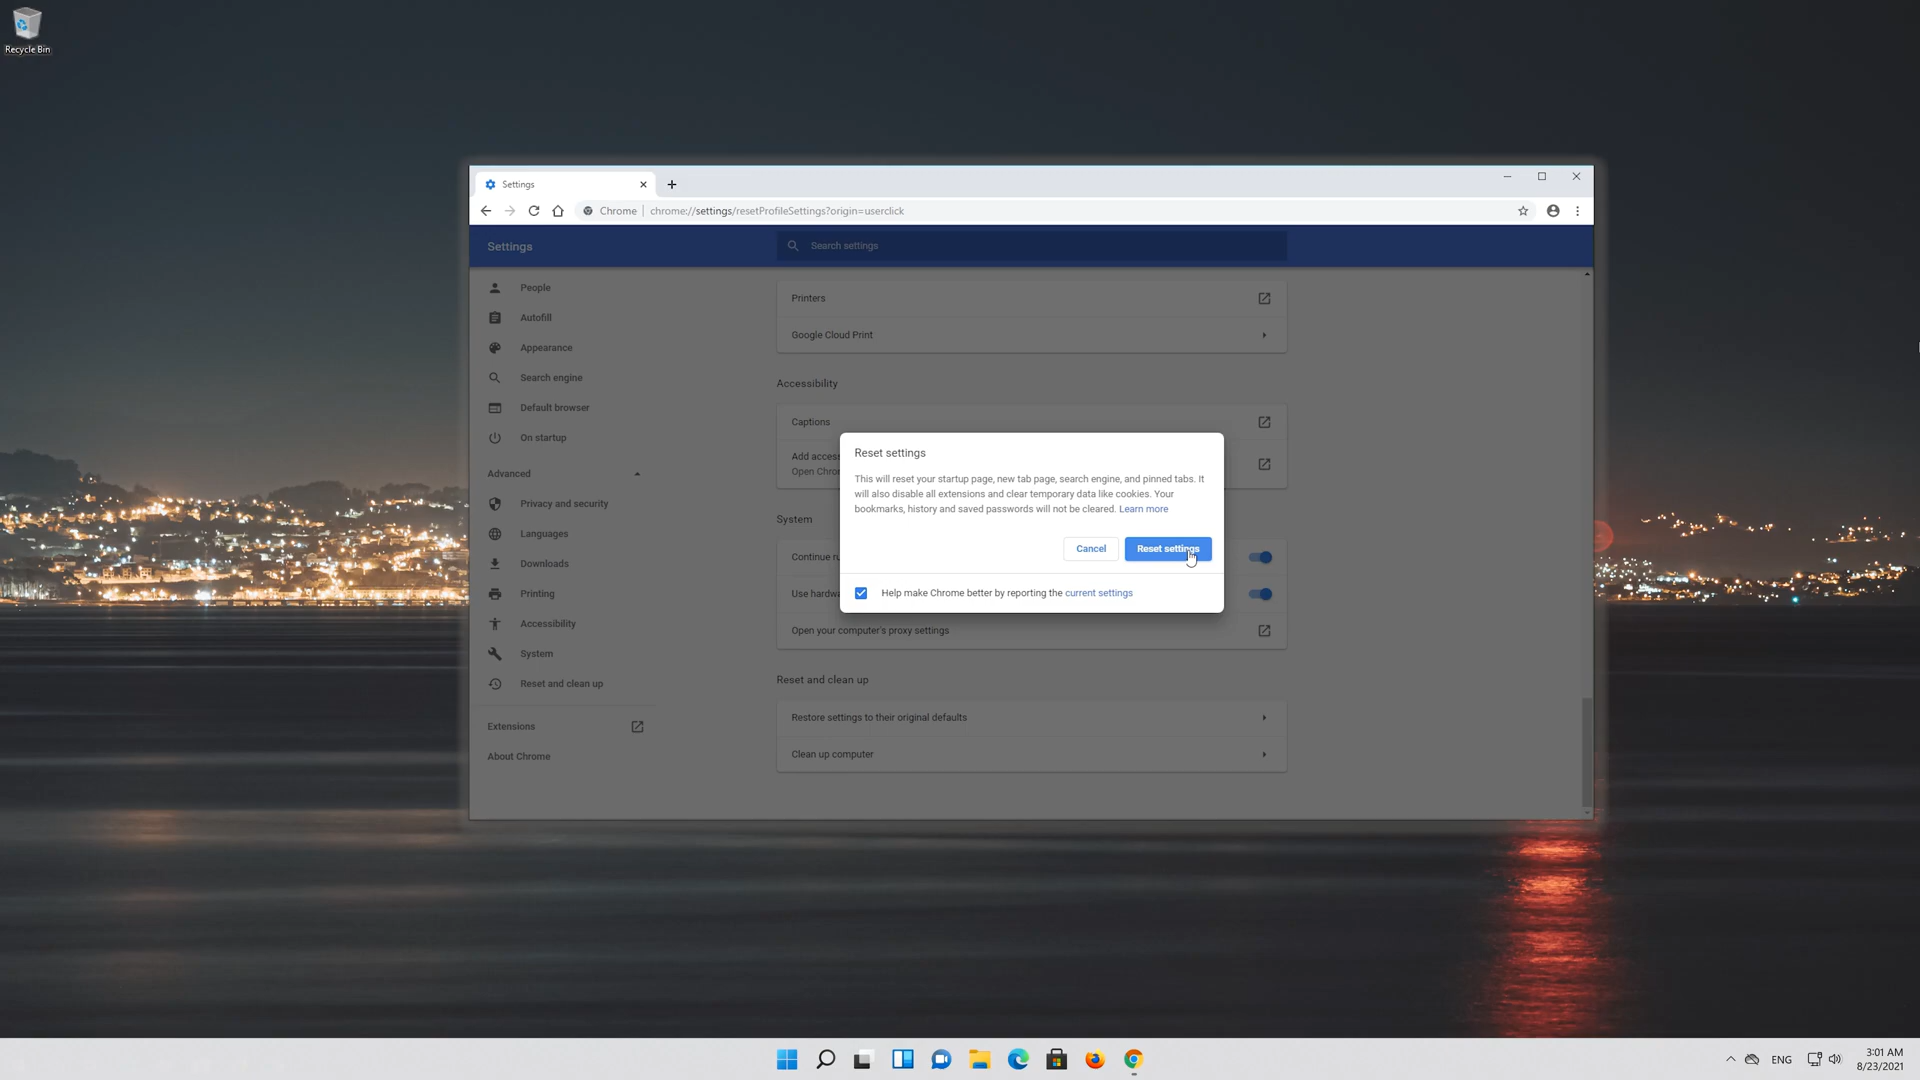 Recycle Bin
Settings
Chrome | chrome://settings/resetProfileSettings?origin=userclick
Settings
Search settings
People
Autofill
Appearance
Search engine
Default browser
On startup
Advanced
Privacy and security
Languages
Downloads
Printing
Accessibility
System
Reset and clean up
Extensions
About Chrome
Printers
Google Cloud Print
Accessibility
Captions
Add acces
Open Chro
System
Continue ru
Use hardwa
Open your computer's proxy settings
Reset and clean up
Restore settings to their original defaults
Clean up computer
Reset settings
This will reset your startup page, new tab page, search engine, and pinned tabs. It
will also disable all extensions and clear temporary data like cookies. Your
bookmarks, history and saved passwords will not be cleared. Learn more
Cancel
Reset settings
Help make Chrome better by reporting the current settings
ENG
3:01 AM
8/23/2021